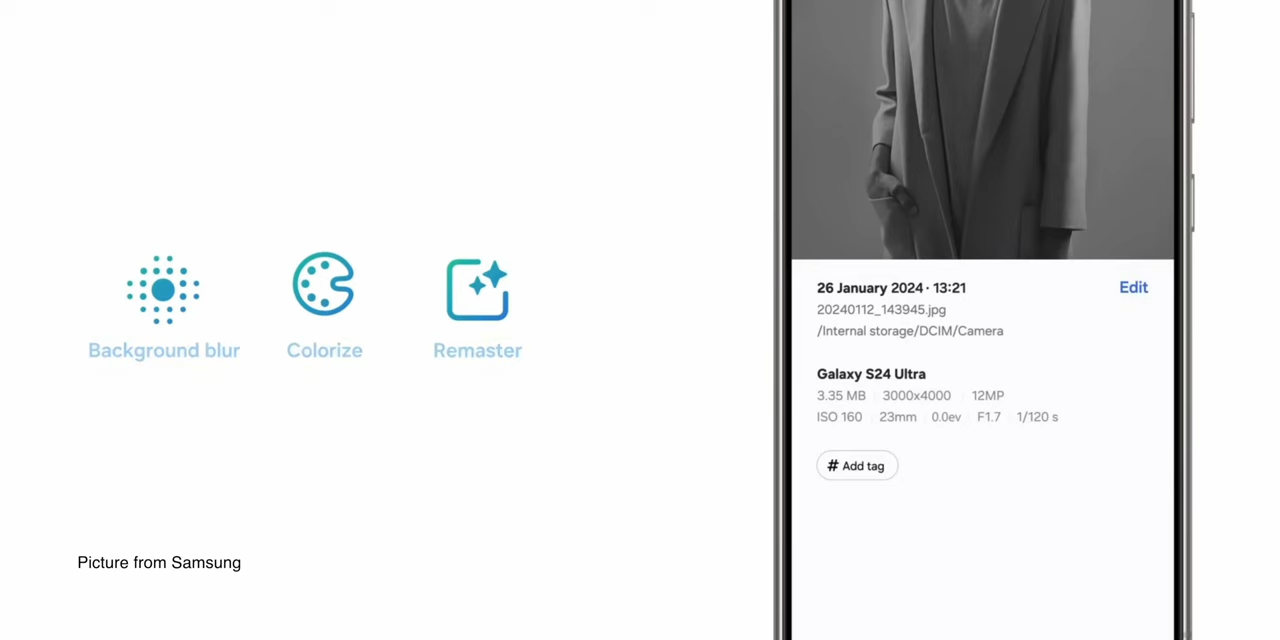 Background blur
Colorize
Remaster
Picture from Samsung
26 January 2024 · 13:21
Edit
20240112_143945.jpg
/Internal storage/DCIM/Camera
Galaxy S24 Ultra
3.35 MB 3000x4000 12MP
ISO 160 23mm 0.0ev F1.7 1/120 s
# Add tag